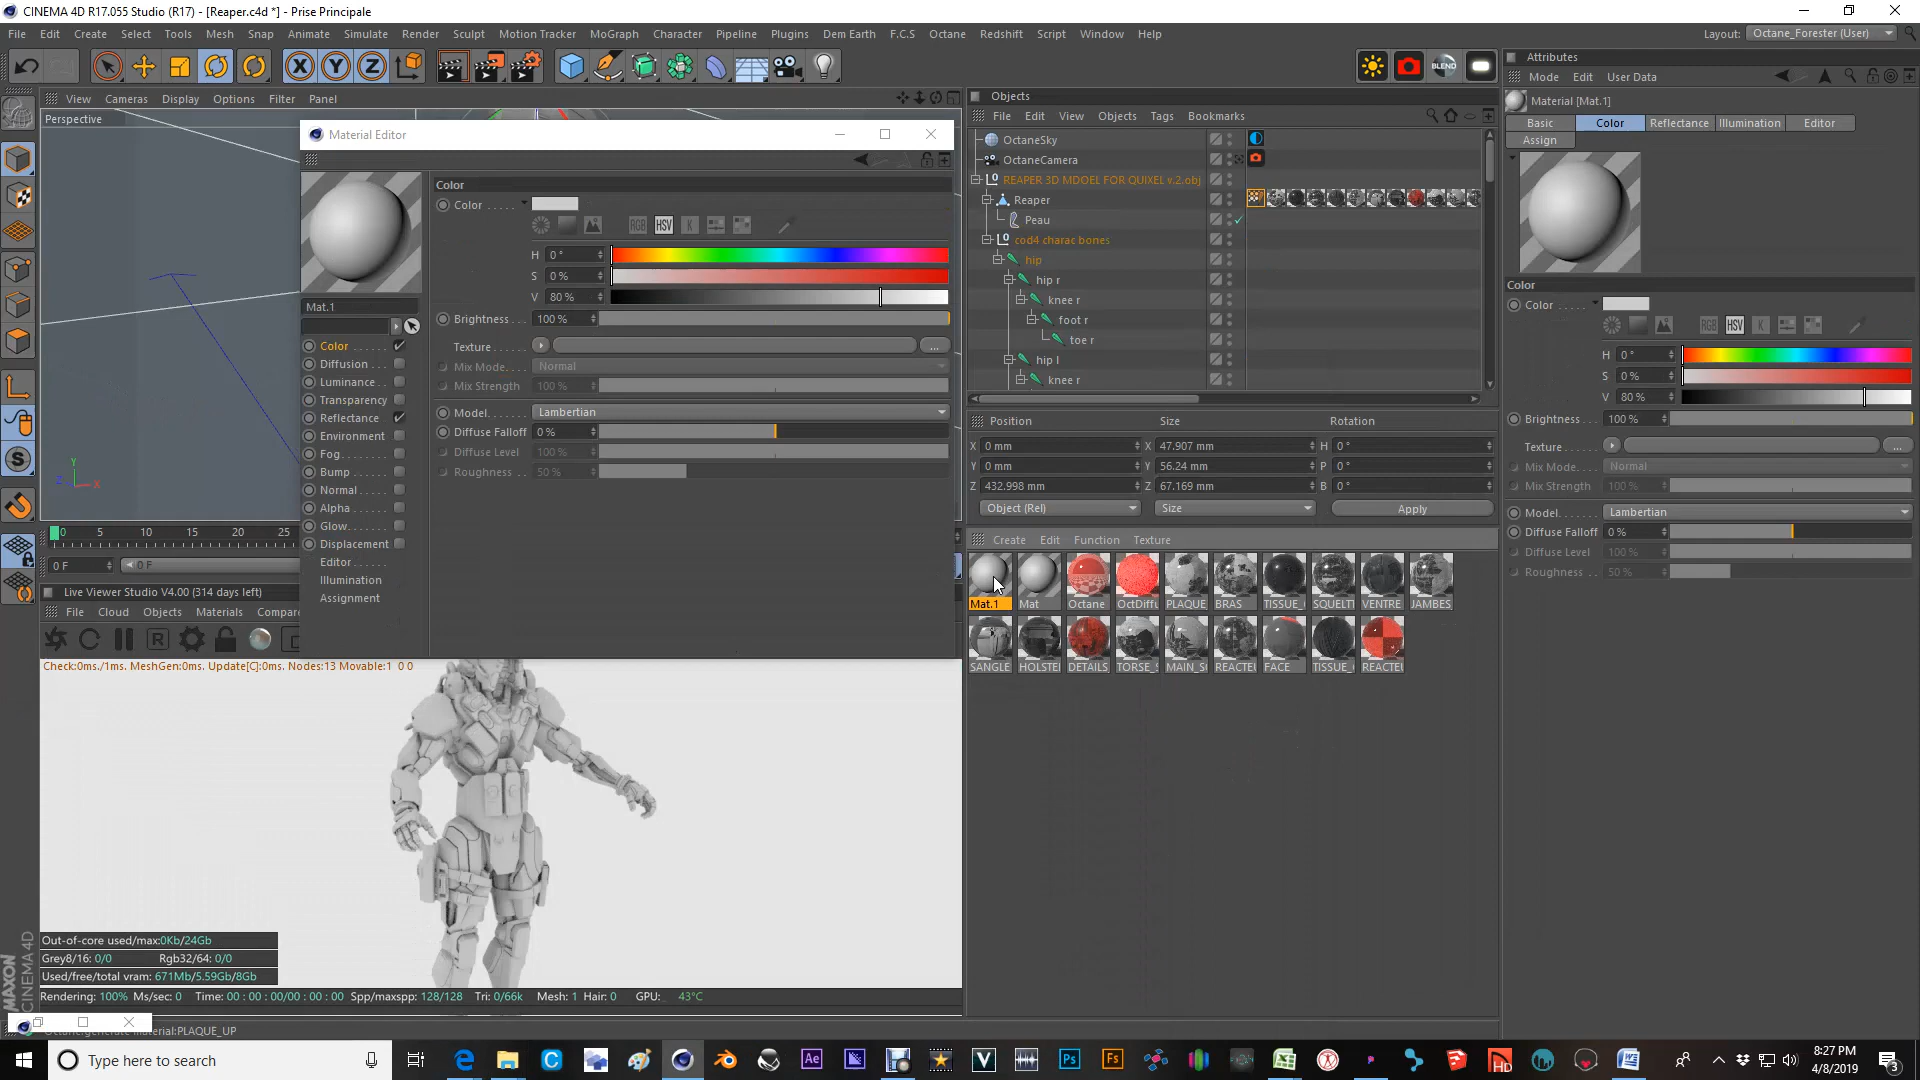 CINEMA 4D R17.055 Studio (R17) - [Reaper.c4d *] - Prise Principale
File Edit Create Select Tools Mesh Snap Animate Simulate Render Sculpt Motion Tracker MoGraph Character Pipeline Plugins Dem Earth F.C.S Octane Redshift Script Window Help
Layout: Octane_Forester (User)
View Cameras Display Options Filter Panel
Perspective
Material Editor
Color
Color
H 0 °
S 0 %
V 80 %
Brightness 100 %
Texture
Mix Mode: Normal
Mix Strength 100 %
Model: Lambertian
Diffuse Falloff 0 %
Diffuse Level 100 %
Roughness 50 %
RGB HSV K
Mat.1
Color
Diffusion
Luminance
Transparency
Reflectance
Environment
Fog
Bump
Normal
Alpha
Glow
Displacement
Editor
Illumination
Assignment
Y
Z X
0 5 10 15 20 25
0 F 0 F
Live Viewer Studio V4.00 (314 days left)
File Cloud Objects Materials Compare
Check:0ms./1ms. MeshGen:0ms. Update[C]:0ms. Nodes:13 Movable:1 0 0
Out-of-core used/max:0Kb/24Gb
Grey8/16: 0/0 Rgb32/64: 0/0
Used/free/total vram: 671Mb/5.59Gb/8Gb
Rendering: 100% Ms/sec: 0 Time: 00 : 00 : 00/00 : 00 : 00 Spp/maxspp: 128/128 Tri: 0/66k Mesh: 1 Hair: 0 GPU: 43°C
Octane:generate material:PLAQUE_UP
MAXON
CINEMA 4D
Objects
File Edit View Objects Tags Bookmarks
OctaneSky
OctaneCamera
REAPER 3D MDOEL FOR QUIXEL v.2.obj
Reaper
Peau
cod4 charac bones
hip
hip r
knee r
foot r
toe r
hip l
knee r
Position Size Rotation
X 0 mm X 47.907 mm H 0 °
Y 0 mm Y 56.24 mm P 0 °
Z 432.998 mm Z 67.169 mm B 0 °
Object (Rel) Size Apply
Create Edit Function Texture
Mat.1 Mat Octane OctDiffu PLAQUE_ BRAS TISSUE_ SQUELTT VENTRE JAMBES
SANGLE HOLSTE DETAILS TORSE_S MAIN_S REACTEU FACE TISSUE_ REACTEU
Attributes
Mode Edit User Data
Material [Mat.1]
Basic Color Reflectance Illumination Editor
Assign
Color
Color
RGB HSV K
H 0 °
S 0 %
V 80 %
Brightness 100 %
Texture
Mix Mode: Normal
Mix Strength 100 %
Model: Lambertian
Diffuse Falloff 0 %
Diffuse Level 100 %
Roughness 50 %
Type here to search
8:27 PM
4/8/2019